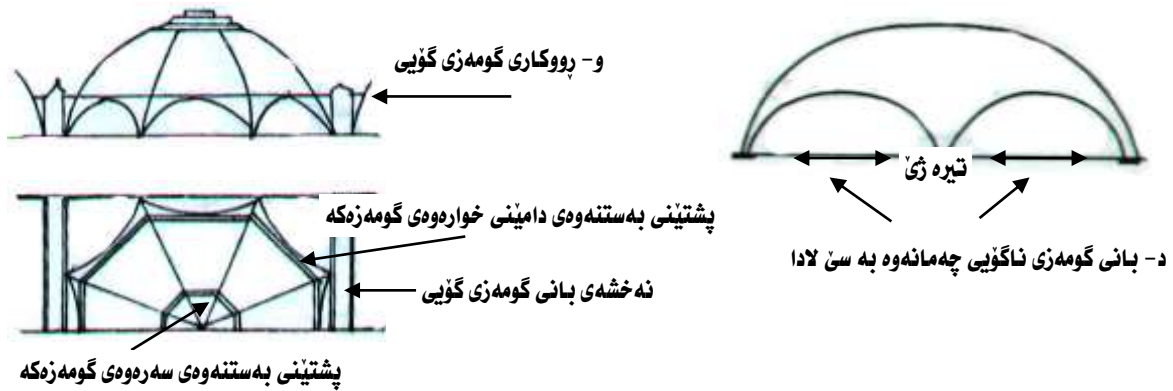 و- ڕووکاری گومەزی گۆیی
تیرە ژێ
پشتێنی بەستنەوەی دامێنی خوارەوەی گومەزەکە
د- بانی گومەزی ناگۆیی چەمانەوە بە سێ لادا
نەخشەی بانی گومەزی گۆیی
پشتێنی بەستنەوەی سەرەوەی گومەزەکە